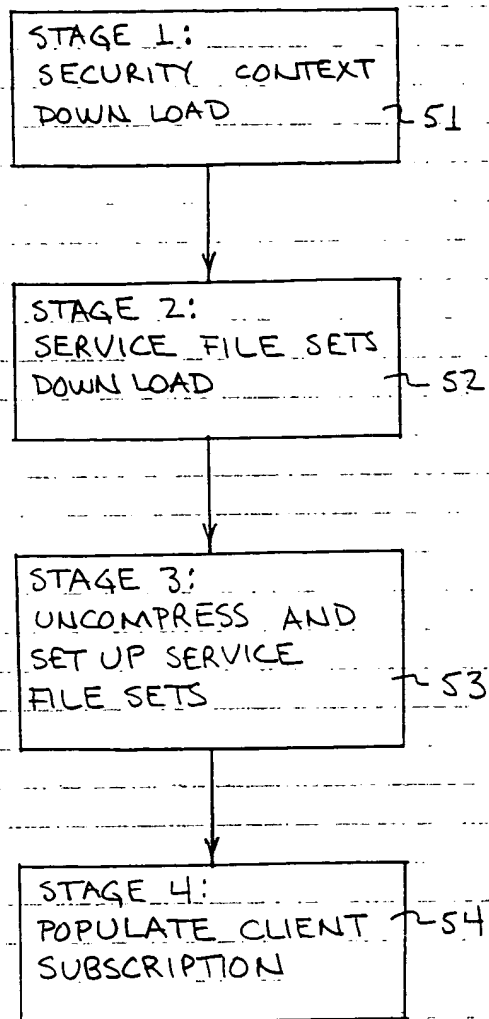 STAGE 1:
SECURITY CONTEXT
DOWN LOAD
51
STAGE 2:
SERVICE FILE SETS
DOWN LOAD
52
STAGE 3:
UNCOMPRESS AND
SET UP SERVICE
FILE SETS
53
STAGE 4:
POPULATE CLIENT
54
SUBSCRIPTION